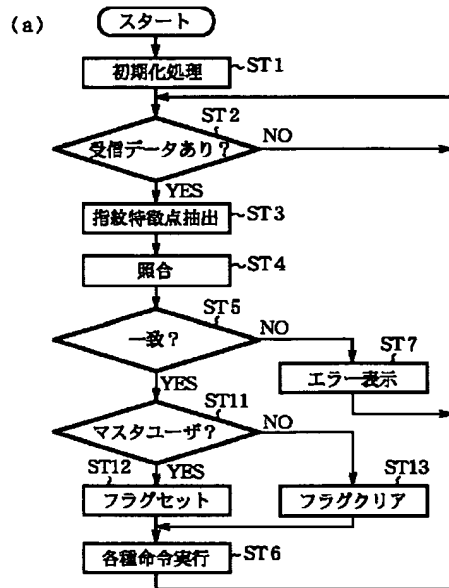 (a)
スタート
初期化処理 ST1
ST2
受信データあり? NO
YES
指紋特徴点抽出 ST3
照合 ST4
ST5
一致? NO
ST7
エラー表示
YES
ST11
マスタユーザ? NO
ST12 YES ST13
フラグセット フラグクリア
各種命令実行 ST6